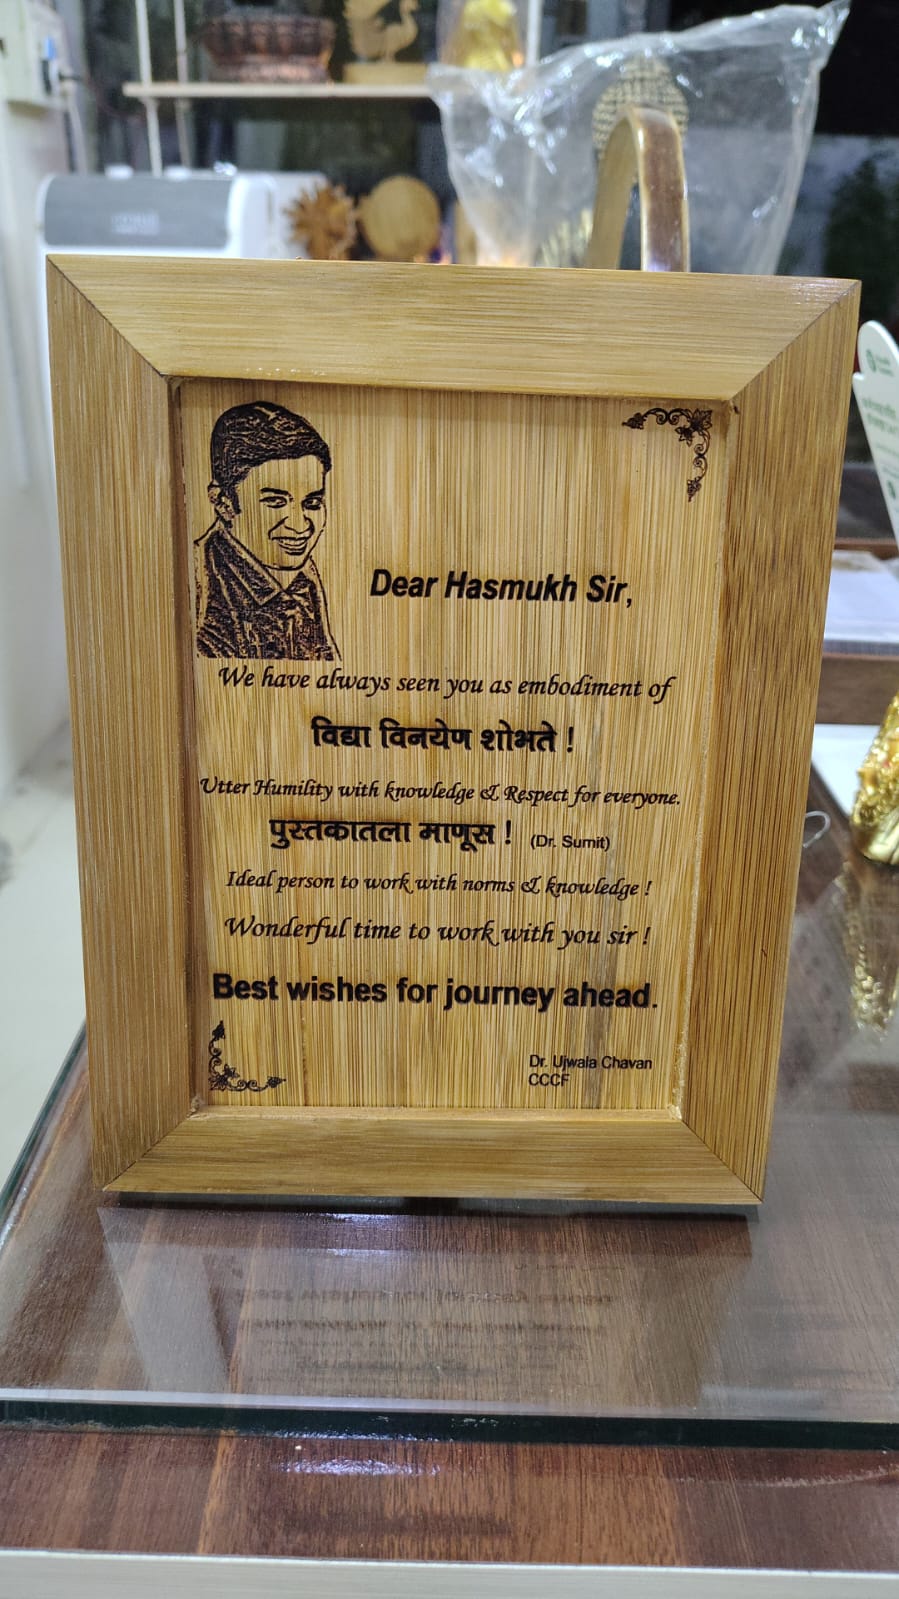 Dear Hasmukh Sir,
We have always seen you as embodiment of
विद्या विनयेण शोभते !
Utter Humility with knowledge & Respect for everyone.
पुस्तकातला माणूस ! (Dr. Sumit)
Ideal person to work with norms & knowledge !
Wonderful time to work with you sir !
Best wishes for journey ahead.
Dr. Ujwala Chavan
CCCF